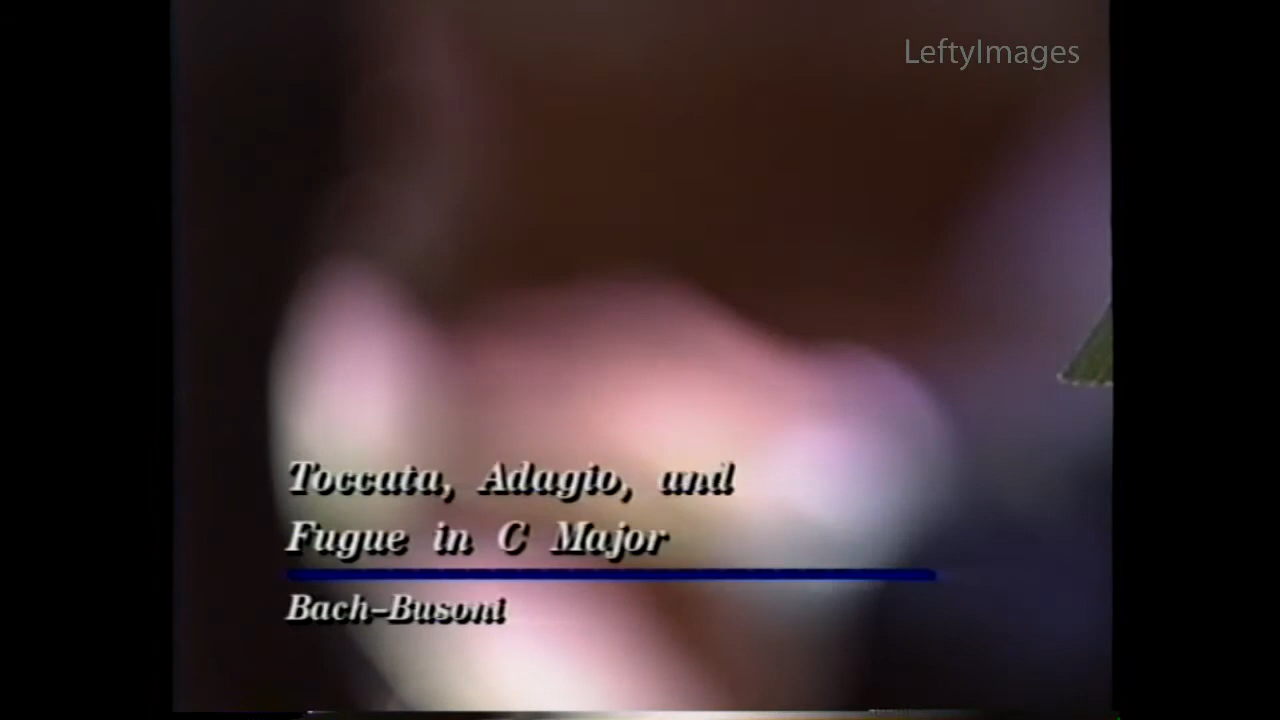 LeftyImages
Toccata, Adagio, and
Fugue in C Major
Bach-Busoni